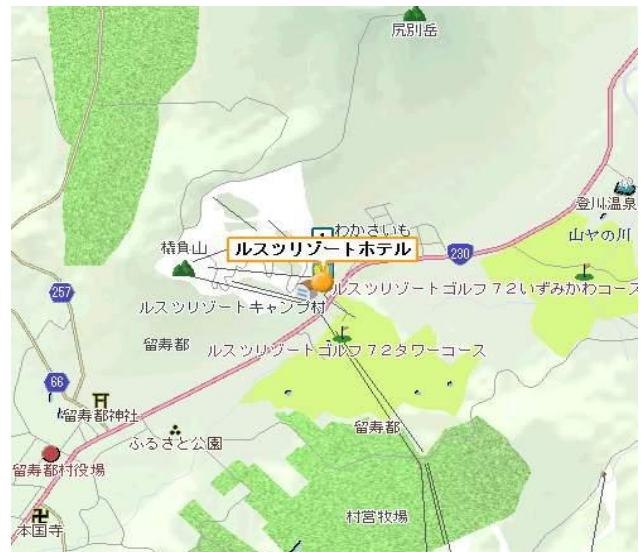 尻別岳
登川温泉
わかさいも
山ヤの川
橇負山
ルスツリゾートホテル
230
257
ルスツリゾートゴルフ72いずみかわコース
ルスツリゾートキャンプ村
留寿都
ルスツリゾートゴルフ72タワーコース
66
留寿都神社
留寿都
ふるさと公園
留寿都村役場
村営牧場
本国寺